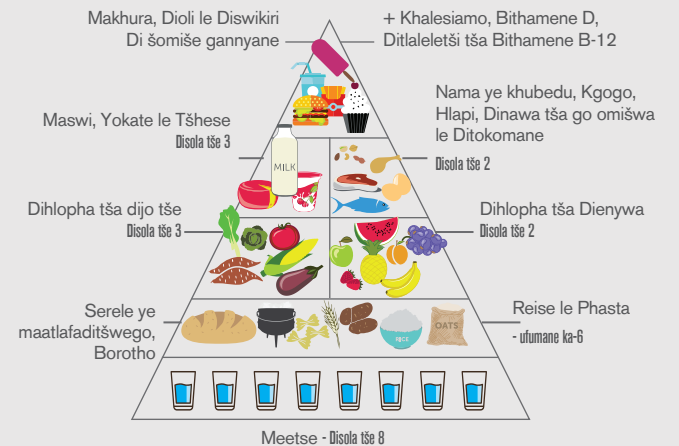 Makhura, Dioli le Diswikiri
Di šomiše gannyane
+ Khalesiamo, Bithamene D,
Ditlaleletši tša Bithamene B-12
Maswi, Yokate le Tšhese
Disola tše 3
Nama ye khubedu, Kgogo,
Hlapi, Dinawa tša go omišwa
le Ditokomane
Disola tše 2
MILK
Dihlopha tša dijo tše
Disola tše 3
Dihlopha tša Dienywa
Disola tše 2
Serele ye
maatlafaditšwego,
Borotho
Reise le Phasta
- ufumane ka-6
RICE
OATS
Meetse - Disola tše 8